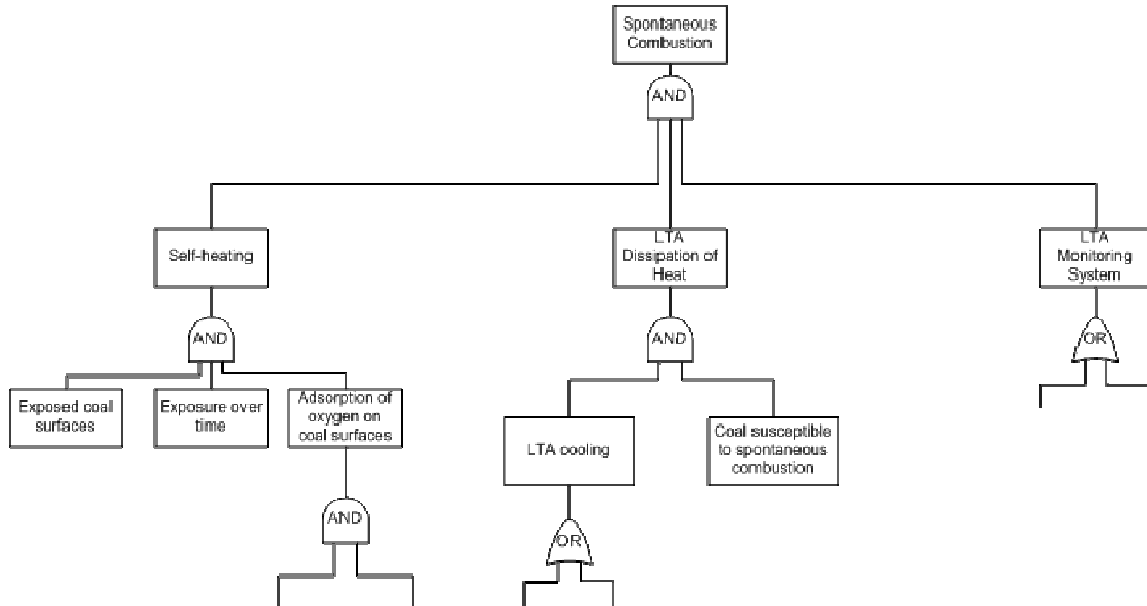 Spontaneous
Combustion
AND
Self-heating
LTA
Dissipation of
Heat
LTA
Monitoring
System
AND
AND
OR
Exposed coal
surfaces
Exposure over
time
Adsorption of
oxygen on
coal surfaces
LTA cooling
Coal susceptible
to spontaneous
combustion
AND
OR